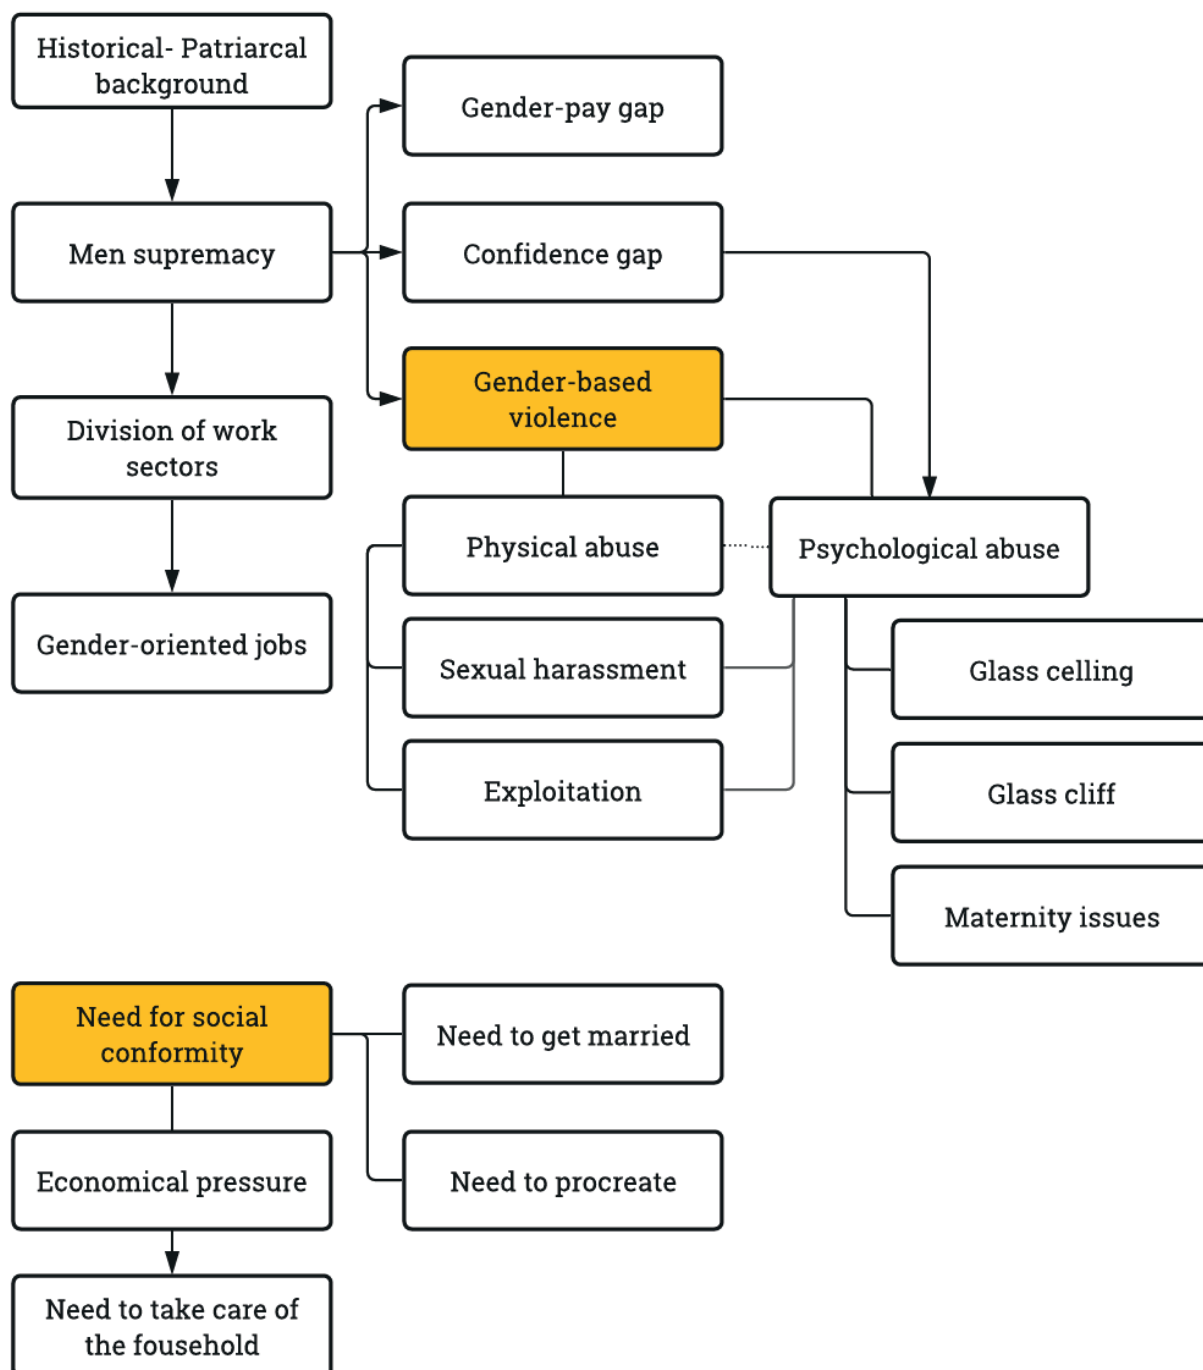 Historical- Patriarcal
background
Gender-pay gap
Men supremacy
Confidence gap
Gender-based
violence
Division of work
sectors
Physical abuse
Psychological abuse
Gender-oriented jobs
Sexual harassment
Glass celling
Exploitation
Glass cliff
Maternity issues
Need for social
conformity
Need to get married
Economical pressure
Need to procreate
Need to take care of
the fousehold